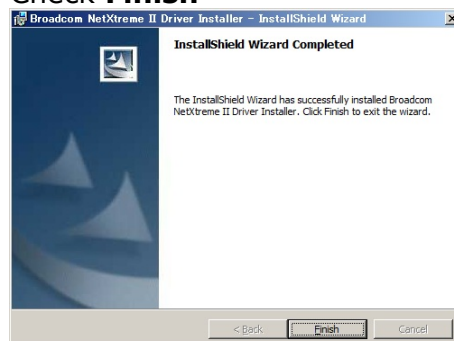 Check Finish
Broadcom NetXtreme II Driver Installer - InstallShield Wizard
InstallShield Wizard Completed
The InstallShield Wizard has successfully installed Broadcom
NetXtreme II Driver Installer. Click Finish to exit the wizard.
< Back Finish Cancel